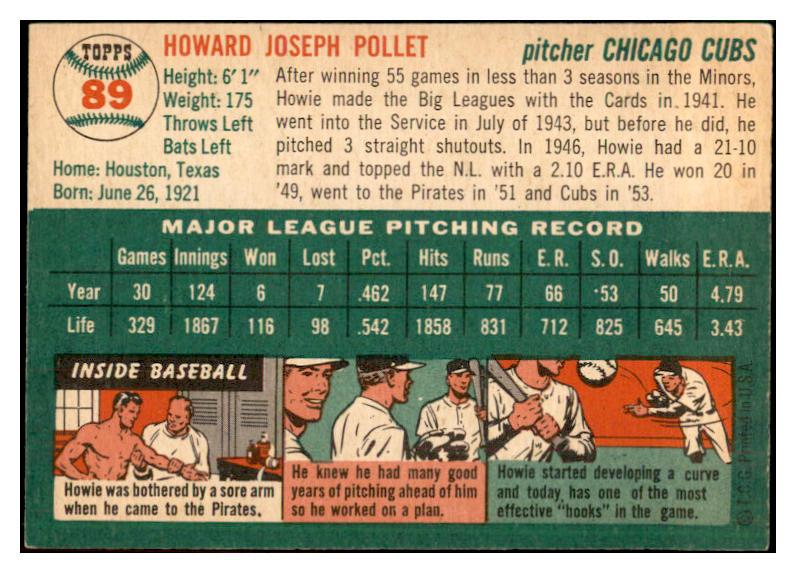 TOPPS
89
HOWARD JOSEPH POLLET
pitcher CHICAGO CUBS
Height: 6' 1"
Weight: 175
Throws Left
Bats Left
Home: Houston, Texas
Born: June 26, 1921
After winning 55 games in less than 3 seasons in the Minors,
Howie made the Big Leagues with the Cards in 1941. He
went into the Service in July of 1943, but before he did, he
pitched 3 straight shutouts. In 1946, Howie had a 21-10
mark and topped the N.L. with a 2.10 E.R.A. He won 20 in
'49, went to the Pirates in '51 and Cubs in '53.
MAJOR LEAGUE PITCHING RECORD
Games Innings Won Lost Pct. Hits Runs E.R. S.O. Walks E.R.A.
Year 30 124 6 7 .462 147 77 66 53 50 4.79
Life 329 1867 116 98 .542 1858 831 712 825 645 3.43
INSIDE BASEBALL
Howie was bothered by a sore arm
when he came to the Pirates.
He knew he had many good
years of pitching ahead of him
so he worked on a plan.
Howie started developing a curve
and today, has one of the most
effective "hooks" in the game.
© T.C.G. Printed in U.S.A.